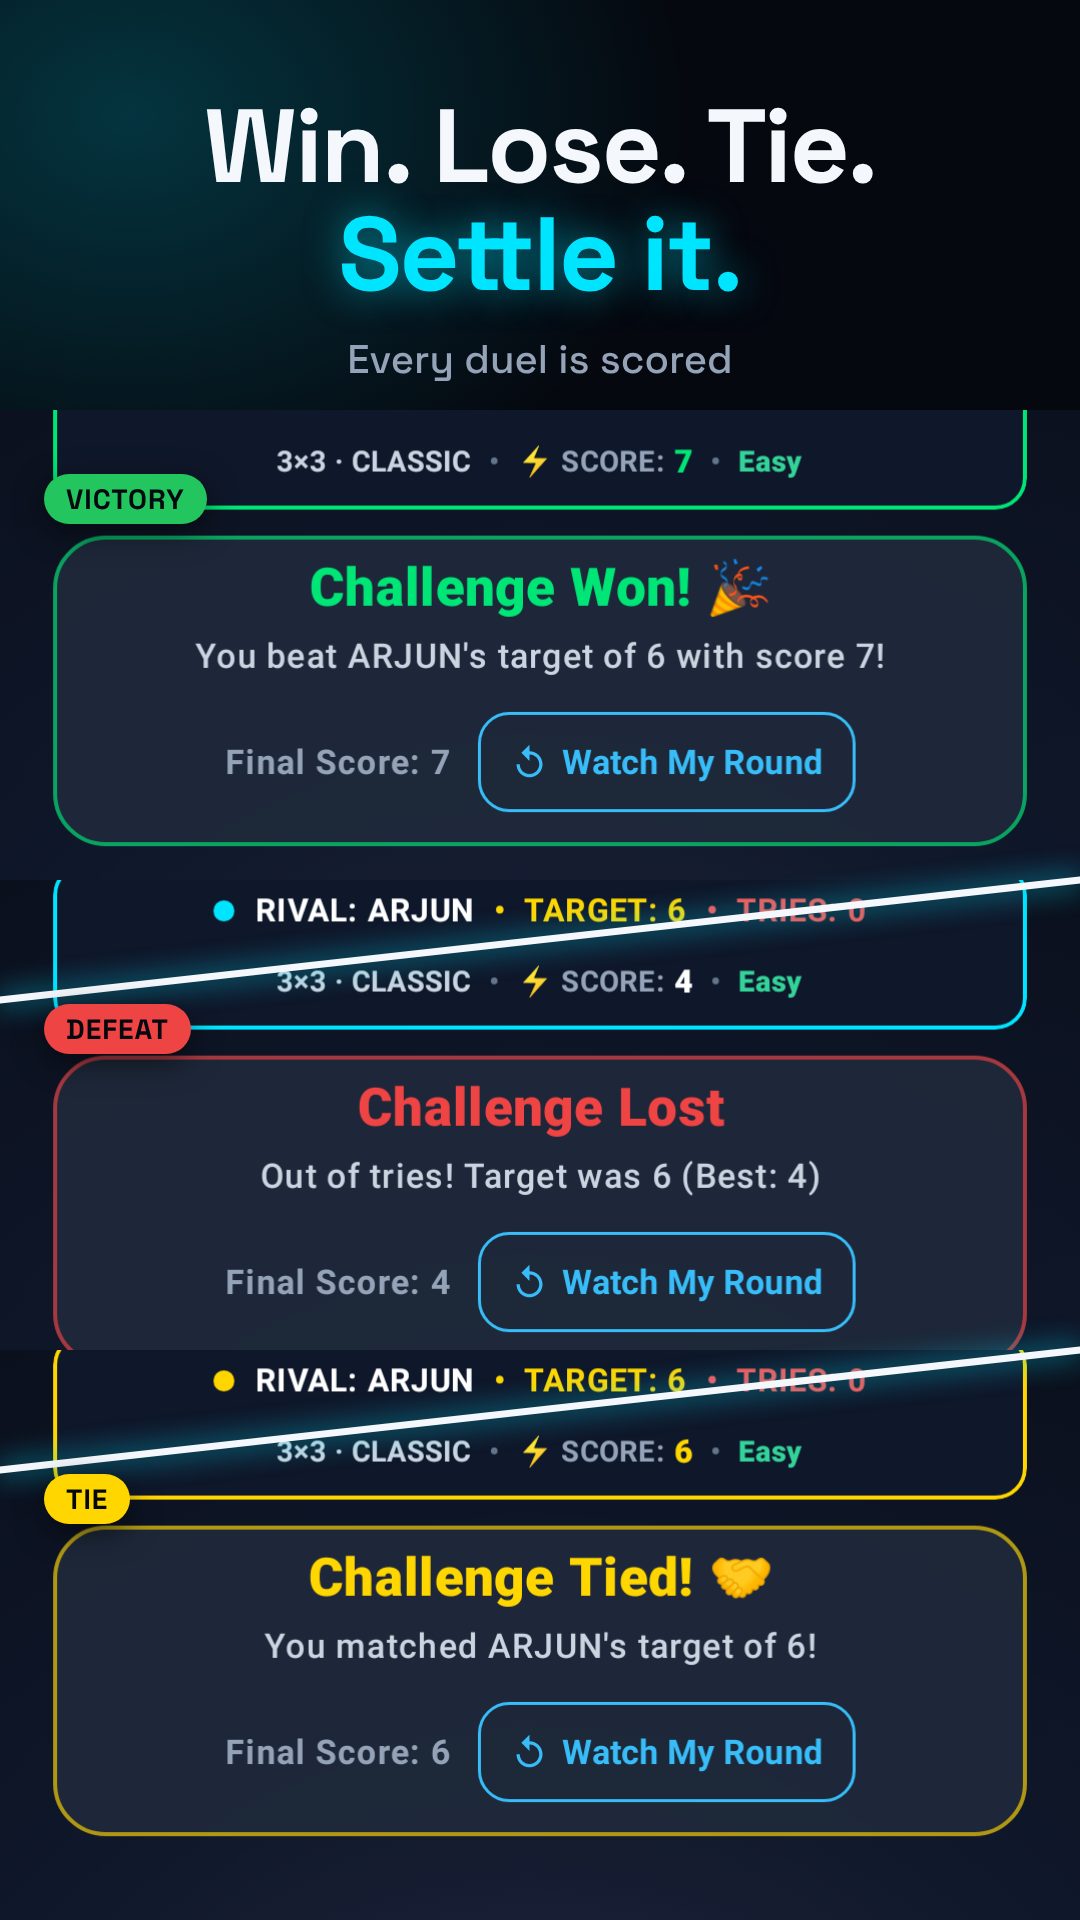 Win. Lose. Tie.
Settle it.
Every duel is scored
3×3 · CLASSIC • ⚡ SCORE: 7 • Easy
VICTORY
Challenge Won! 🎉
You beat ARJUN's target of 6 with score 7!
Final Score: 7 Watch My Round
RIVAL: ARJUN • TARGET: 6 • TRIES: 0
3×3 · CLASSIC • ⚡ SCORE: 4 • Easy
DEFEAT
Challenge Lost
Out of tries! Target was 6 (Best: 4)
Final Score: 4 Watch My Round
RIVAL: ARJUN • TARGET: 6 • TRIES: 0
3×3 · CLASSIC • ⚡ SCORE: 6 • Easy
TIE
Challenge Tied! 🤝
You matched ARJUN's target of 6!
Final Score: 6 Watch My Round